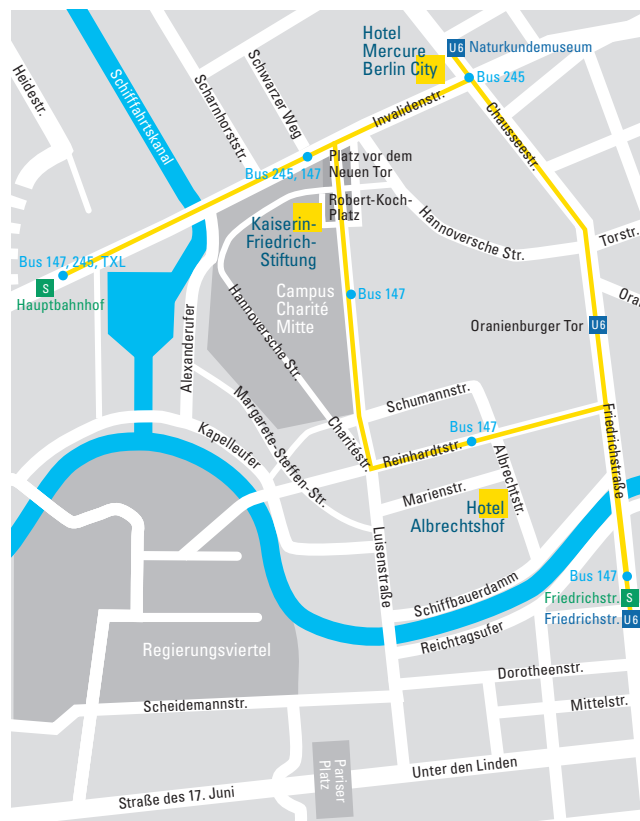 Hotel
Mercure
Berlin City
U6 Naturkundemuseum
Bus 245
Heidestr.
Schifffahrtskanal
Scharnhorststr.
Schwarzer Weg
Invalidenstr.
Chausseestr.
Bus 245, 147
Platz vor dem
Neuen Tor
Robert-Koch-
Platz
Kaiserin-
Friedrich-
Stiftung
Hannoversche Str.
Torstr.
Bus 147, 245, TXL
S
Hauptbahnhof
Campus
Charité
Mitte
Bus 147
Hannoversche Str.
Alexanderufer
Oranienburger Tor U6
Schumannstr.
Margarete-Steffen-Str.
Kapelleufer
Charitéstr.
Bus 147
Reinhardtstr.
Albrechtstr.
Friedrichstraße
Marienstr.
Hotel
Albrechtshof
Luisenstraße
Schiffbauerdamm
Bus 147
Friedrichstr. S
Friedrichstr. U6
Reichtagsufer
Regierungsviertel
Dorotheenstr.
Scheidemannstr.
Mittelstr.
Pariser
Platz
Unter den Linden
Straße des 17. Juni